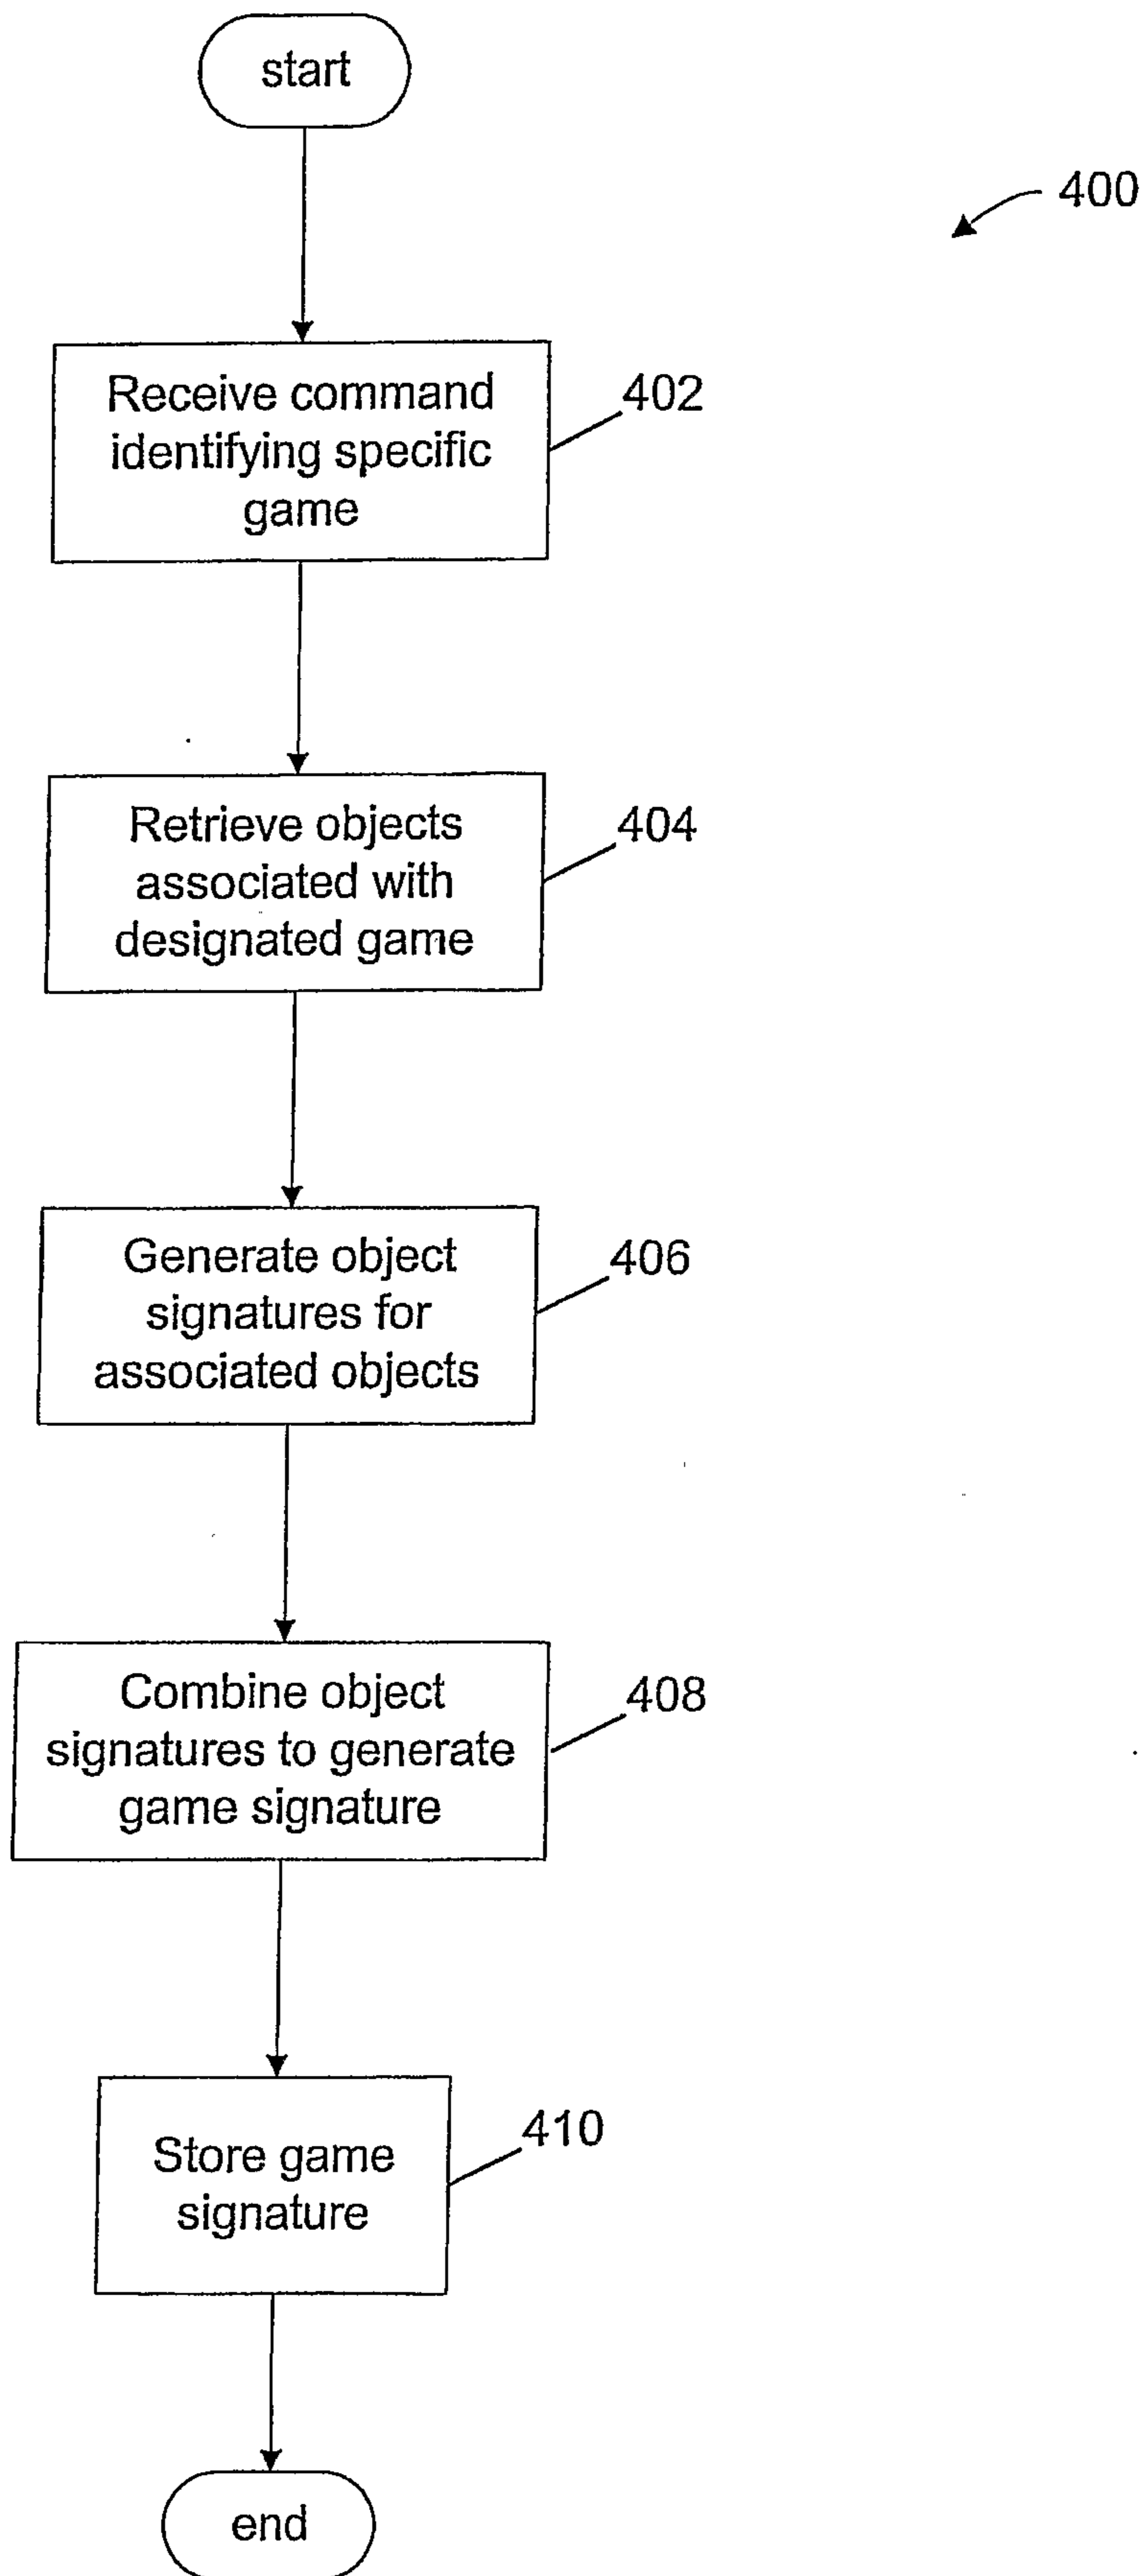 start
400
Receive command
identifying specific
game
402
Retrieve objects
associated with
designated game
404
Generate object
signatures for
associated objects
406
Combine object
signatures to generate
game signature
408
Store game
signature
410
end